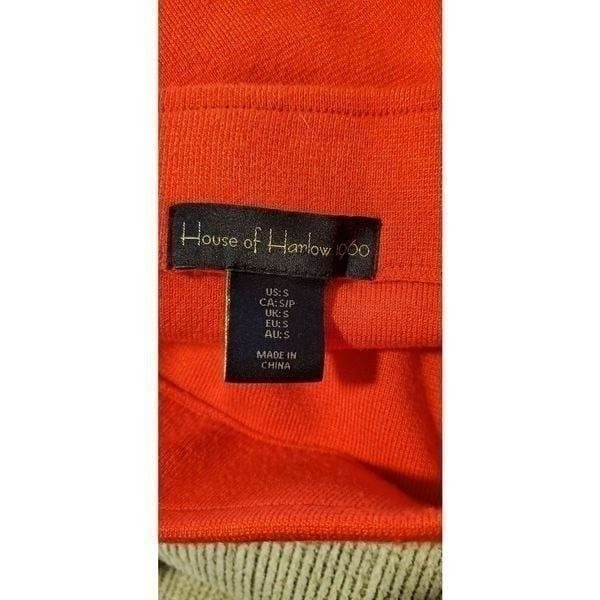 House of Harlow 1960
US: S
CA: S/P
UK: S
EU: S
AU: S
MADE IN
CHINA